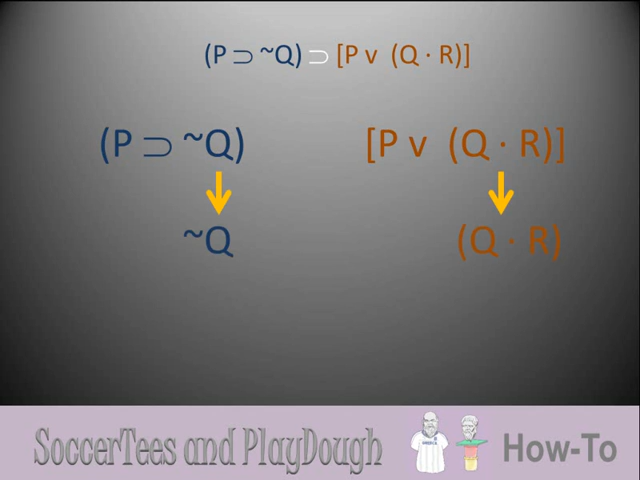 (P ⊃ ~Q) ⊃ [P v (Q · R)]
(P ⊃ ~Q) [P v (Q · R)]
~Q (Q · R)
SoccerTees and PlayDough How-To